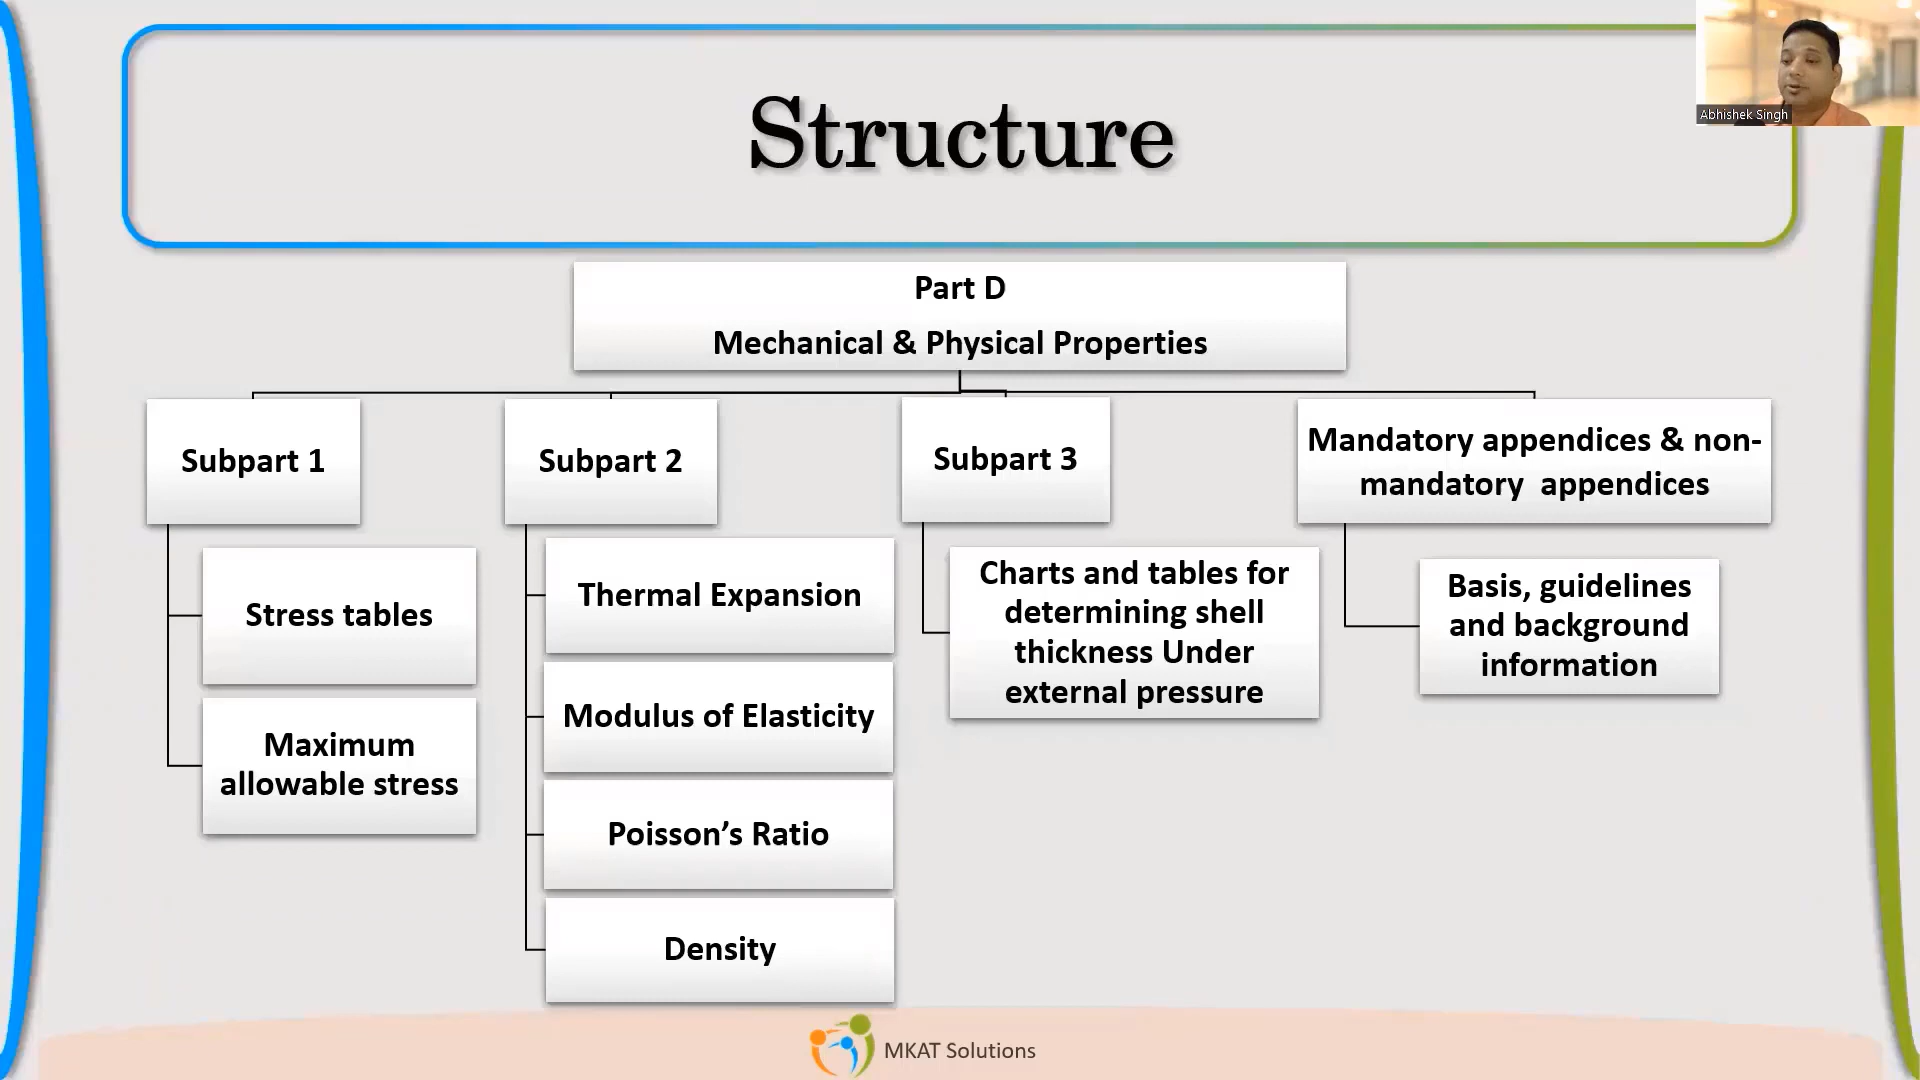 Structure
Abhishek Singh
Part D
Mechanical & Physical Properties
Subpart 1
Stress tables
Maximum
allowable stress
Subpart 2
Thermal Expansion
Modulus of Elasticity
Poisson’s Ratio
Density
Subpart 3
Charts and tables for
determining shell
thickness Under
external pressure
Mandatory appendices & non-
mandatory appendices
Basis, guidelines
and background
information
MKAT Solutions